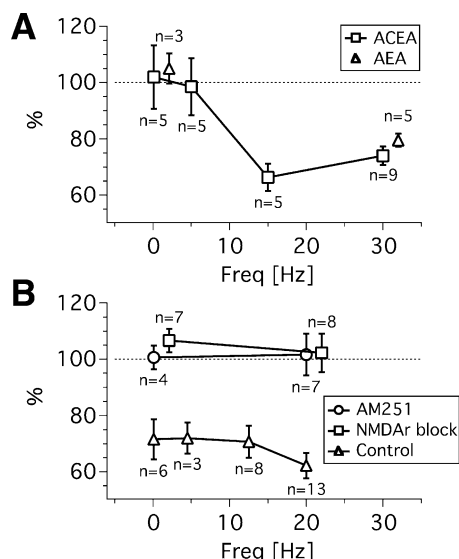 A
120
100
80
60
%
n=3
n=5
n=5
n=5
n=9
n=5
ACEA
AEA
0
10
20
30
Freq [Hz]
B
120
100
80
60
%
n=7
n=8
n=4
n=7
n=6
n=3
n=8
n=13
AM251
NMDAr block
Control
0
10
20
30
Freq [Hz]